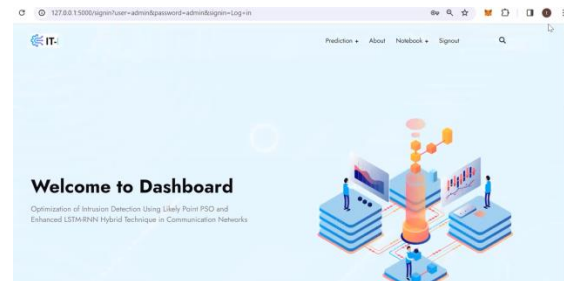 127.0.0.1:5000/signin?user=admin&password=admin&signin=Log+in
IT-
Prediction + About Notebook + Signout
Welcome to Dashboard
Optimization of Intrusion Detection Using Likely Point PSO and
Enhanced LSTM-RNN Hybrid Technique in Communication Networks